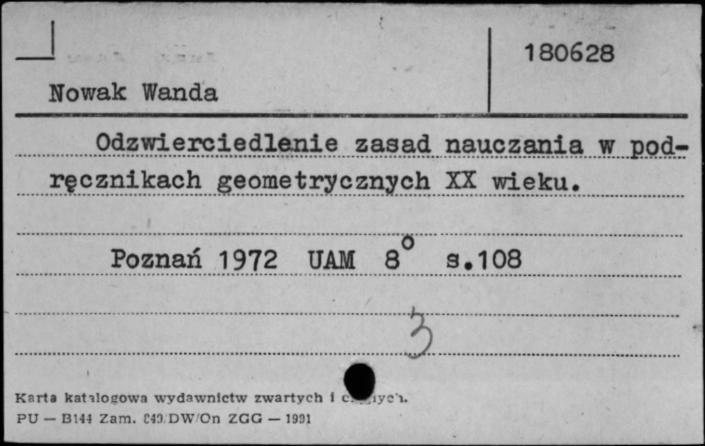 180628
Nowak Wanda
Odzwierciedlenie zasad nauczania w pod-
ręcznikach geometrycznych XX wieku.
Poznań 1972 UAM 8° s.108
3
Karta katalogowa wydawnictw zwartych i
PU — B144 Zam. 849/DW/On ZGG — 1991